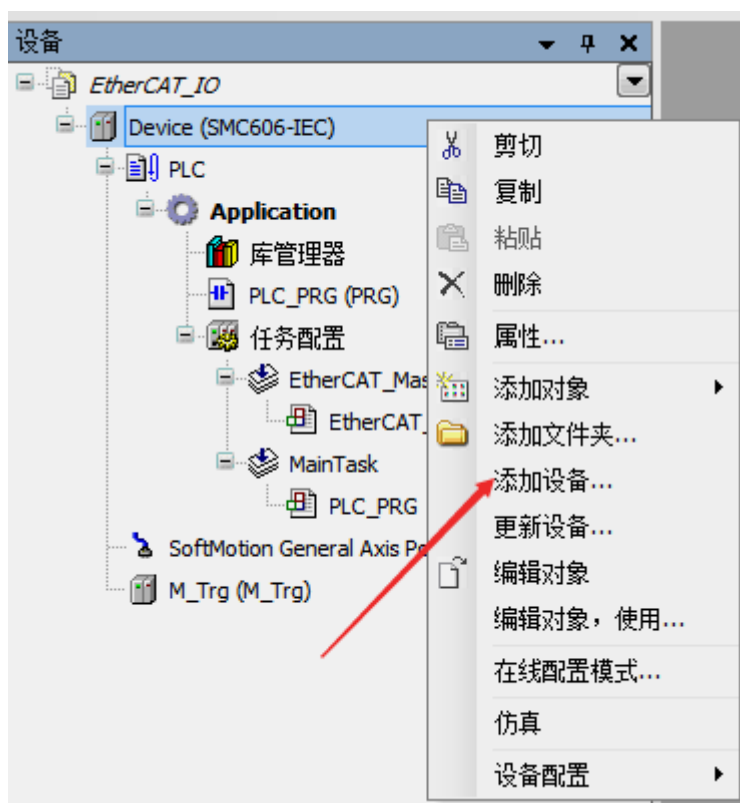 设备
EtherCAT_IO
Device (SMC606-IEC)
PLC
Application
库管理器
PLC_PRG (PRG)
任务配置
EtherCAT_Mas
EtherCAT_
MainTask
PLC_PRG
SoftMotion General Axis Po
M_Trg (M_Trg)
剪切
复制
粘贴
删除
属性...
添加对象
添加文件夹...
添加设备...
更新设备...
编辑对象
编辑对象，使用...
在线配置模式...
仿真
设备配置